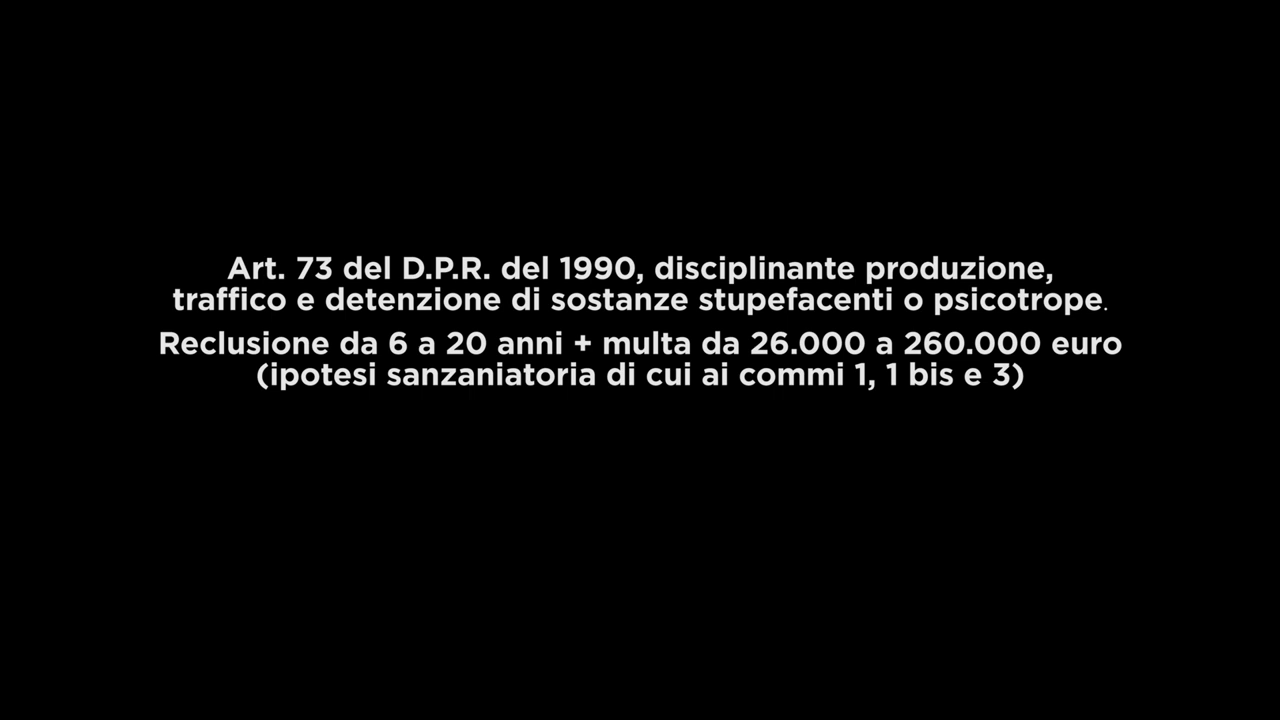 Art. 73 del D.P.R. del 1990, disciplinante produzione,
traffico e detenzione di sostanze stupefacenti o psicotrope.
Reclusione da 6 a 20 anni + multa da 26.000 a 260.000 euro
(ipotesi sanzaniatoria di cui ai commi 1, 1 bis e 3)